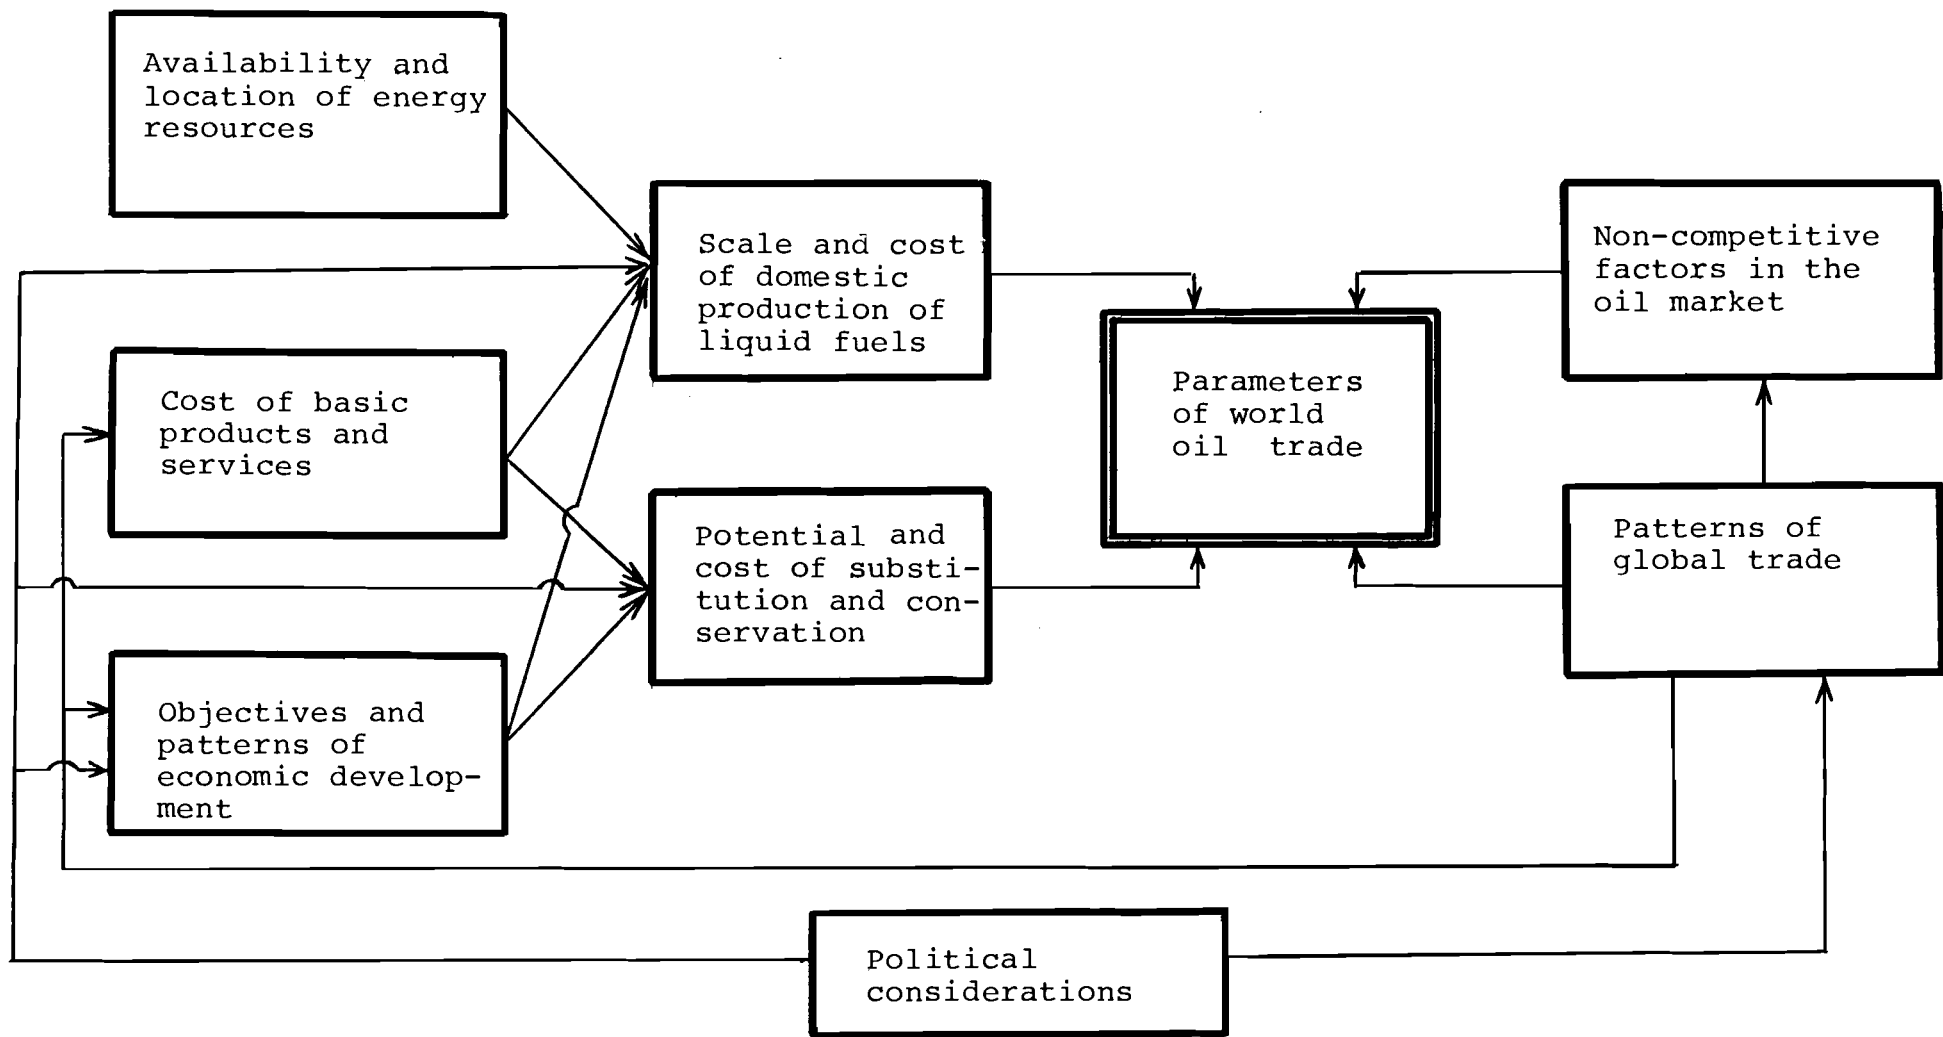 Availability and
location of energy
resources
Scale and cost
of domestic
production of
liquid fuels
Non-competitive
factors in the
oil market
Cost of basic
products and
services
Parameters
of world
oil trade
Potential and
cost of substi-
tution and con-
servation
Patterns of
global trade
Objectives and
patterns of
economic develop-
ment
Political
considerations